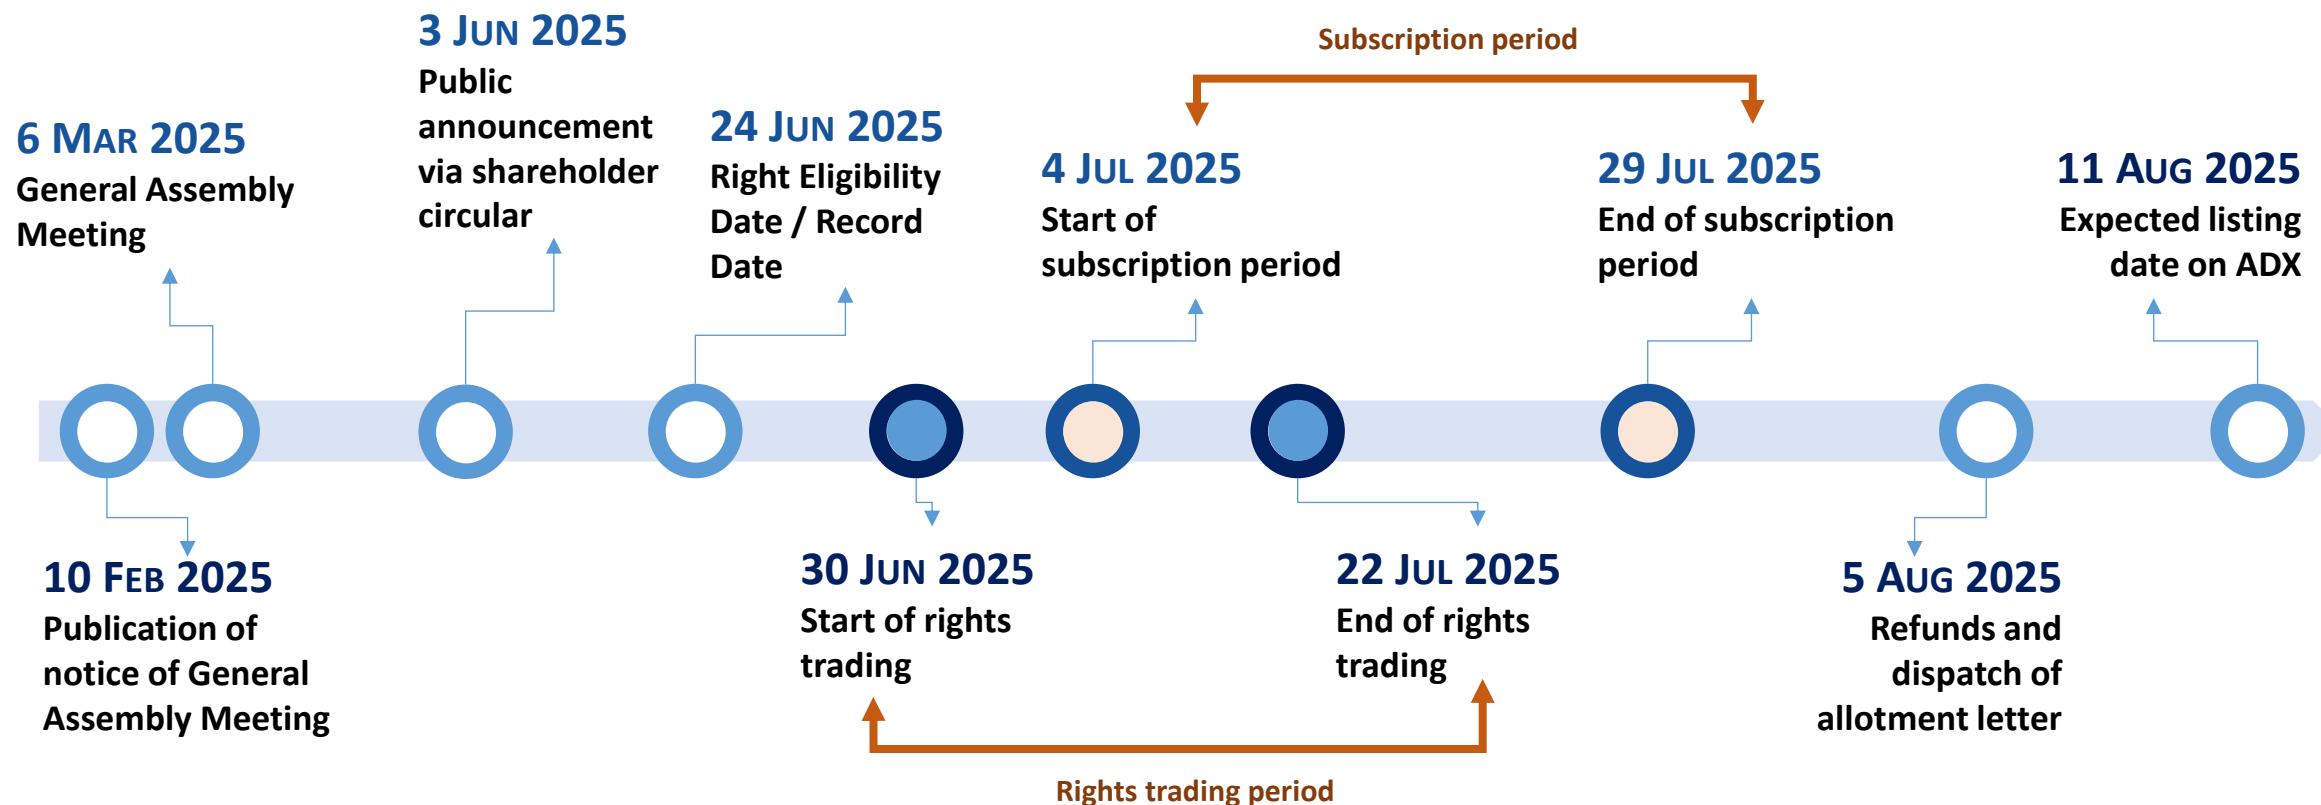 3 JUN 2025
Public
announcement
via shareholder
circular
Subscription period
6 MAR 2025
General Assembly
Meeting
24 JUN 2025
Right Eligibility
Date / Record
Date
4 JUL 2025
Start of
subscription period
29 JUL 2025
End of subscription
period
11 AUG 2025
Expected listing
date on ADX
10 FEB 2025
Publication of
notice of General
Assembly Meeting
30 JUN 2025
Start of rights
trading
22 JUL 2025
End of rights
trading
5 AUG 2025
Refunds and
dispatch of
allotment letter
Rights trading period